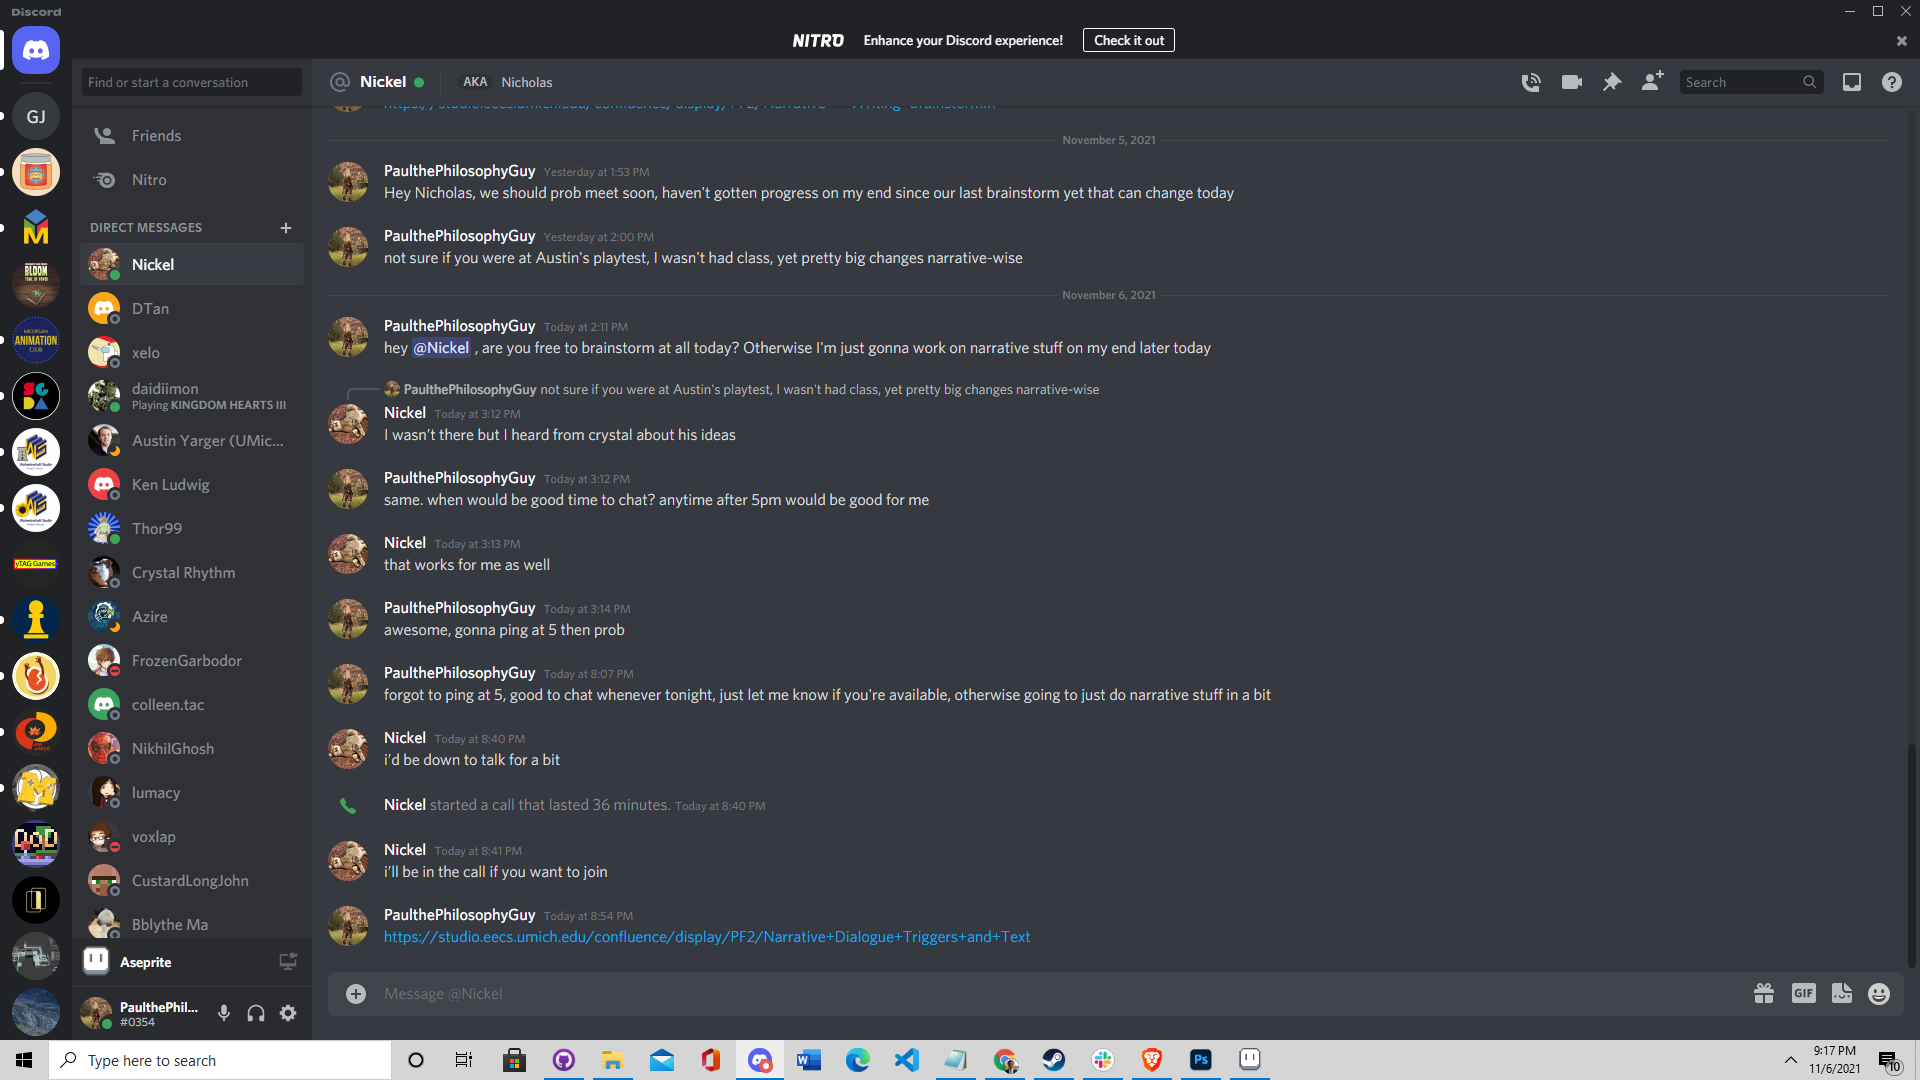 Discord
NITRO Enhance your Discord experience! Check it out
Find or start a conversation
Nickel AKA Nicholas
Search
GJ
Friends
Nitro
DIRECT MESSAGES
Nickel
DTan
xelo
daidiimon
Playing KINGDOM HEARTS III
Austin Yarger (UMic...
Ken Ludwig
Thor99
Crystal Rhythm
Azire
FrozenGarbodor
colleen.tac
NikhilGhosh
lumacy
voxlap
CustardLongJohn
Bblythe Ma
BLOOM
MICHIGAN
ANIMATION
CLUB
yTAG Games
Aseprite
PaulthePhil...
#0354
November 5, 2021
PaulthePhilosophyGuy Yesterday at 1:53 PM
Hey Nicholas, we should prob meet soon, haven't gotten progress on my end since our last brainstorm yet that can change today
PaulthePhilosophyGuy Yesterday at 2:00 PM
not sure if you were at Austin's playtest, I wasn't had class, yet pretty big changes narrative-wise
November 6, 2021
PaulthePhilosophyGuy Today at 2:11 PM
hey @Nickel , are you free to brainstorm at all today? Otherwise I'm just gonna work on narrative stuff on my end later today
PaulthePhilosophyGuy not sure if you were at Austin's playtest, I wasn't had class, yet pretty big changes narrative-wise
Nickel Today at 3:12 PM
I wasn't there but I heard from crystal about his ideas
PaulthePhilosophyGuy Today at 3:12 PM
same. when would be good time to chat? anytime after 5pm would be good for me
Nickel Today at 3:13 PM
that works for me as well
PaulthePhilosophyGuy Today at 3:14 PM
awesome, gonna ping at 5 then prob
PaulthePhilosophyGuy Today at 8:07 PM
forgot to ping at 5, good to chat whenever tonight, just let me know if you're available, otherwise going to just do narrative stuff in a bit
Nickel Today at 8:40 PM
i'd be down to talk for a bit
Nickel started a call that lasted 36 minutes. Today at 8:40 PM
Nickel Today at 8:41 PM
i'll be in the call if you want to join
PaulthePhilosophyGuy Today at 8:54 PM
https://studio.eecs.umich.edu/confluence/display/PF2/Narrative+Dialogue+Triggers+and+Text
Message @Nickel
GIF
Type here to search
Ps
9:17 PM
11/6/2021
10